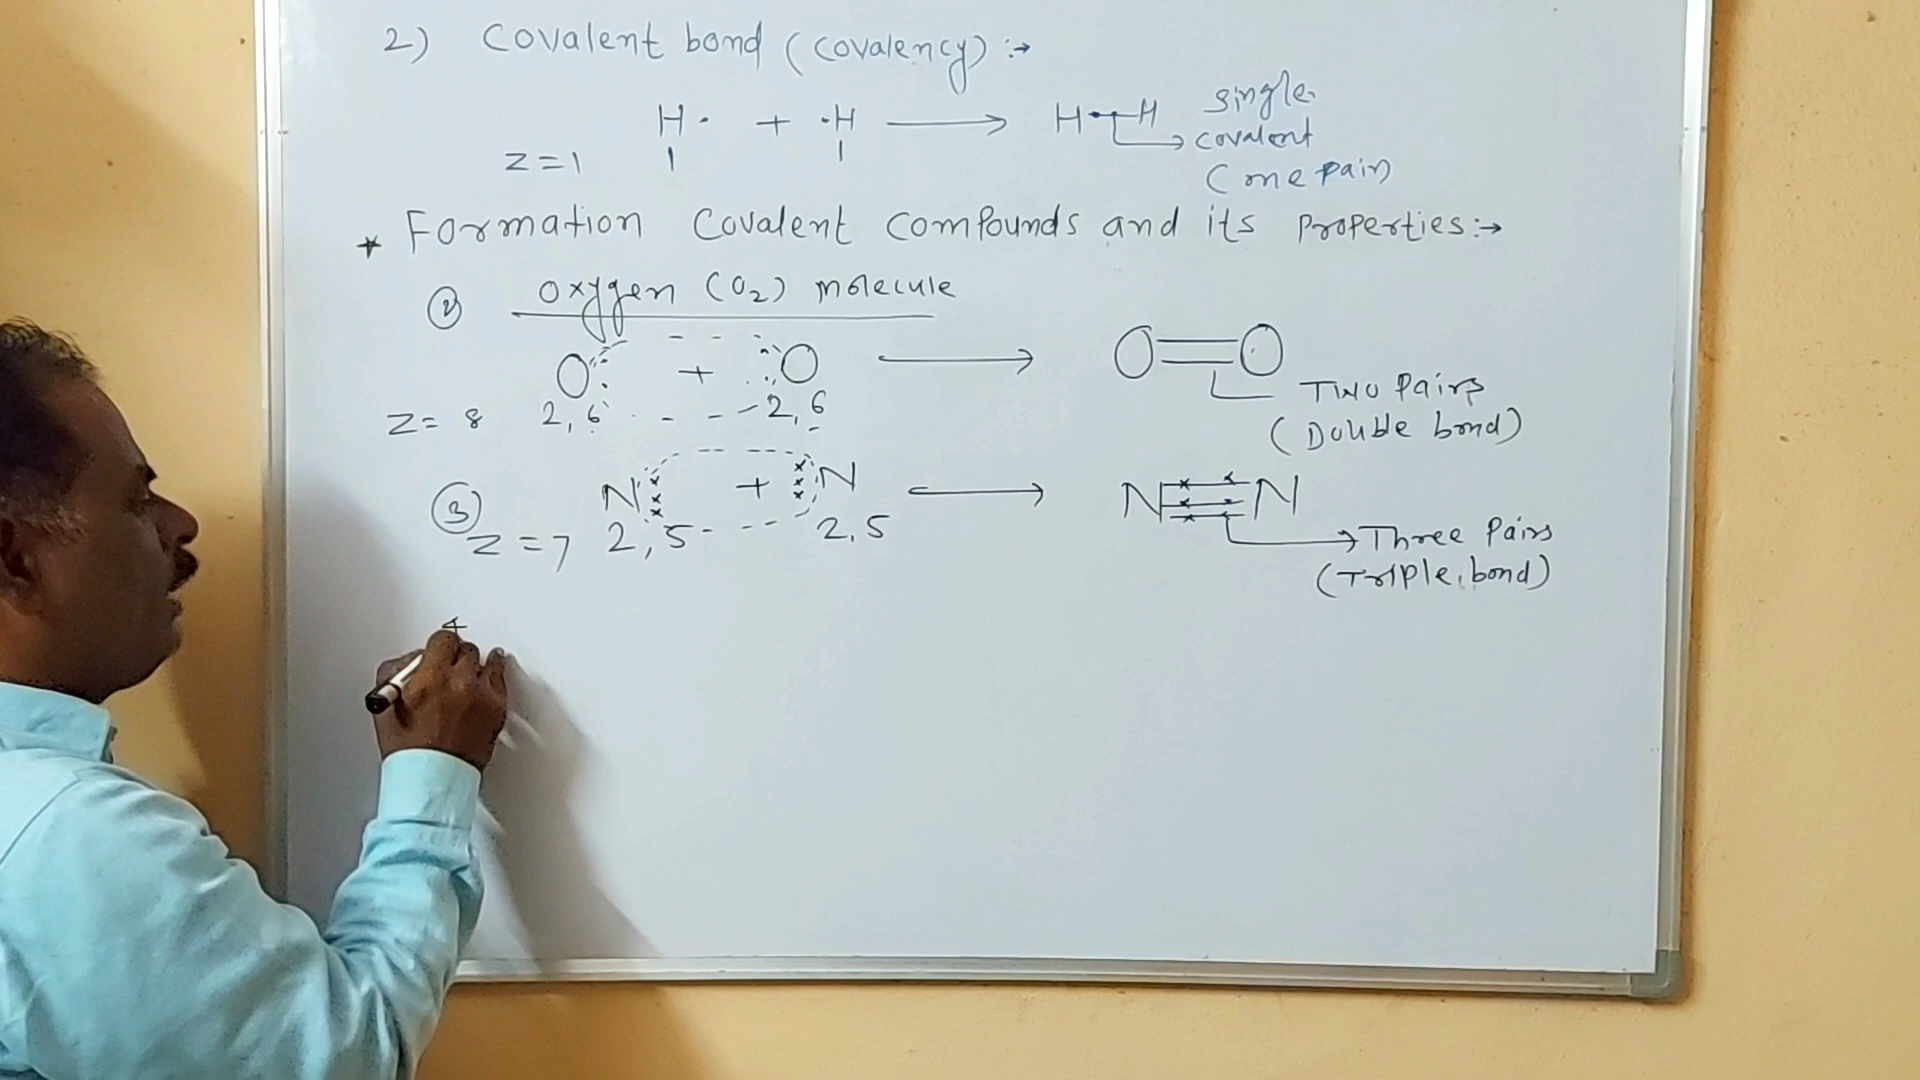 2) Covalent bond (covalency) :→
H· + ·H ⟶ H—H single
→ covalent
Z=1 1 1 (one pair)
* Formation Covalent compounds and its properties:→
② Oxygen (O2) molecule
O + O ⟶ O=O
Two Pairs
Z= 8 2,6 2,6 (Double bond)
③ N + N ⟶ N≡N
Z=7 2,5 2,5 → Three Pairs
(Triple bond)
4